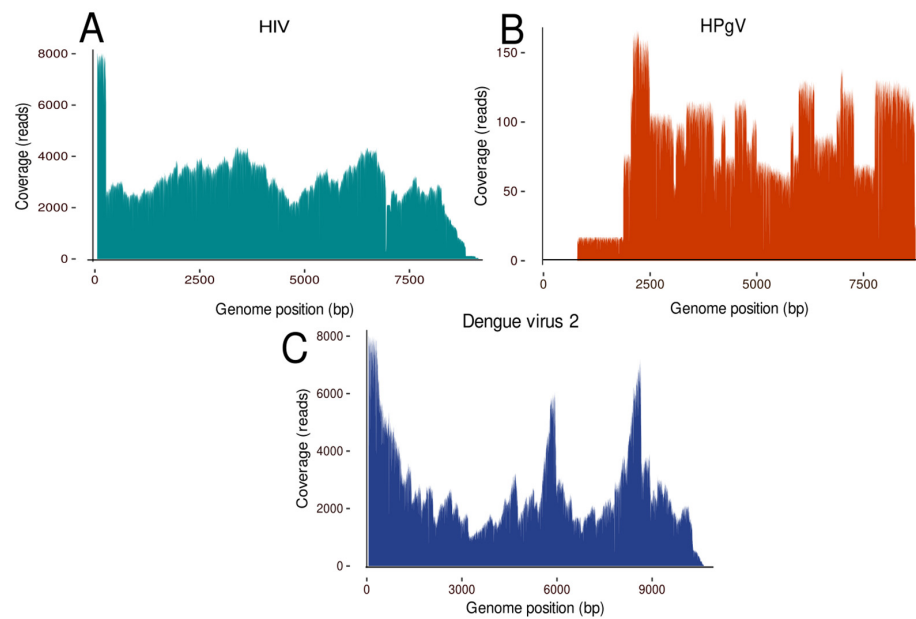 A
HIV
Coverage (reads)
8000
6000
4000
2000
0
0 2500 5000 7500
Genome position (bp)
B
HPgV
Coverage (reads)
150
100
50
0
0 2500 5000 7500
Genome position (bp)
C
Dengue virus 2
Coverage (reads)
8000
6000
4000
2000
0
0 3000 6000 9000
Genome position (bp)